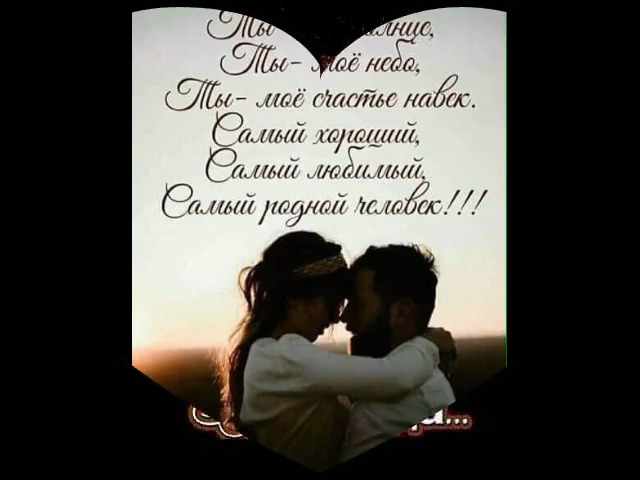 Ты
Ты- моё небо,
Ты- моё счастье навек.
Самый хороший,
Самый любимый,
Самый родной человек!!!